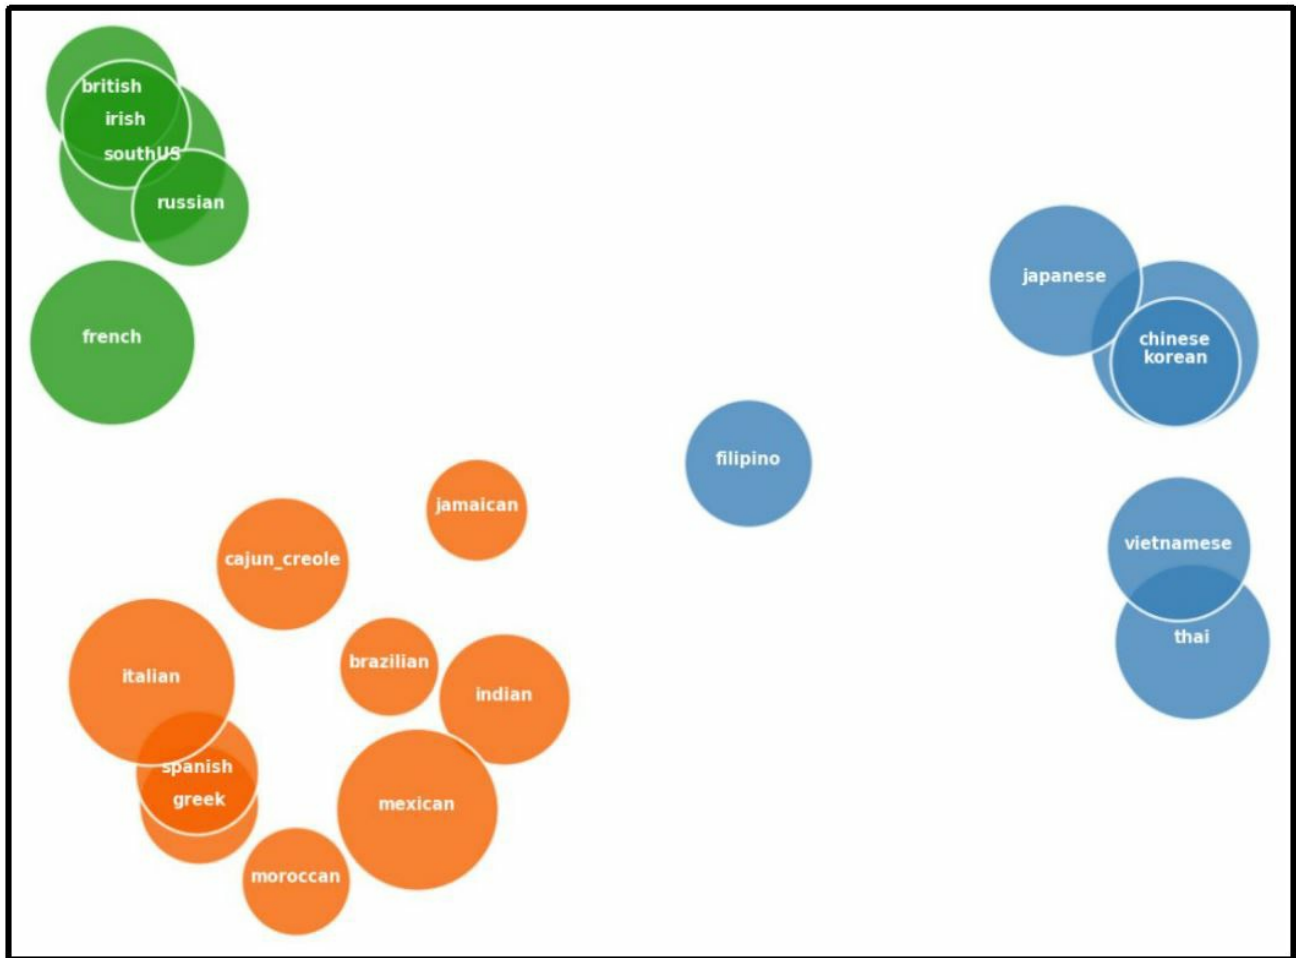 british
irish
southUS
russian
french
japanese
chinese
korean
filipino
jamaican
cajun_creole
vietnamese
thai
brazilian
italian
indian
spanish
greek
mexican
moroccan